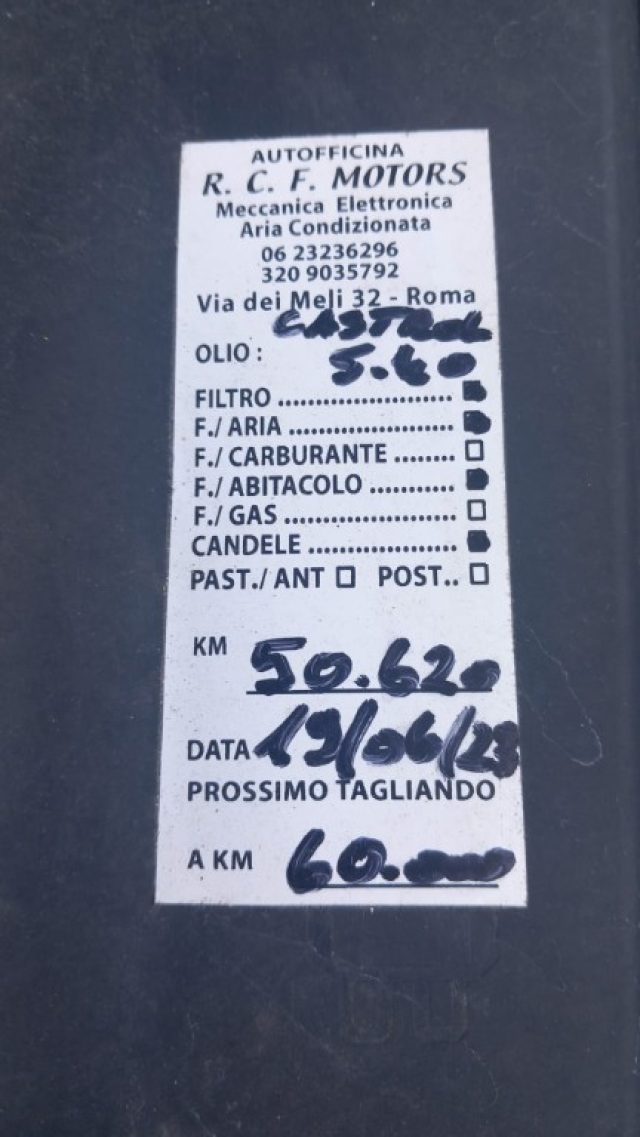 AUTOFFICINA
R. C. F. MOTORS
Meccanica Elettronica
Aria Condizionata
06 23236296
320 9035792
Via dei Meli 32 - Roma
CASTROL
OLIO : 5.40
FILTRO ........................... ■
F./ ARIA ........................... ■
F./ CARBURANTE ........ □
F./ ABITACOLO ............ ■
F./ GAS ............................ □
CANDELE ...................... ■
PAST./ ANT □ POST.. □
KM 50.620
DATA 19/06/23
PROSSIMO TAGLIANDO
A KM 60.000